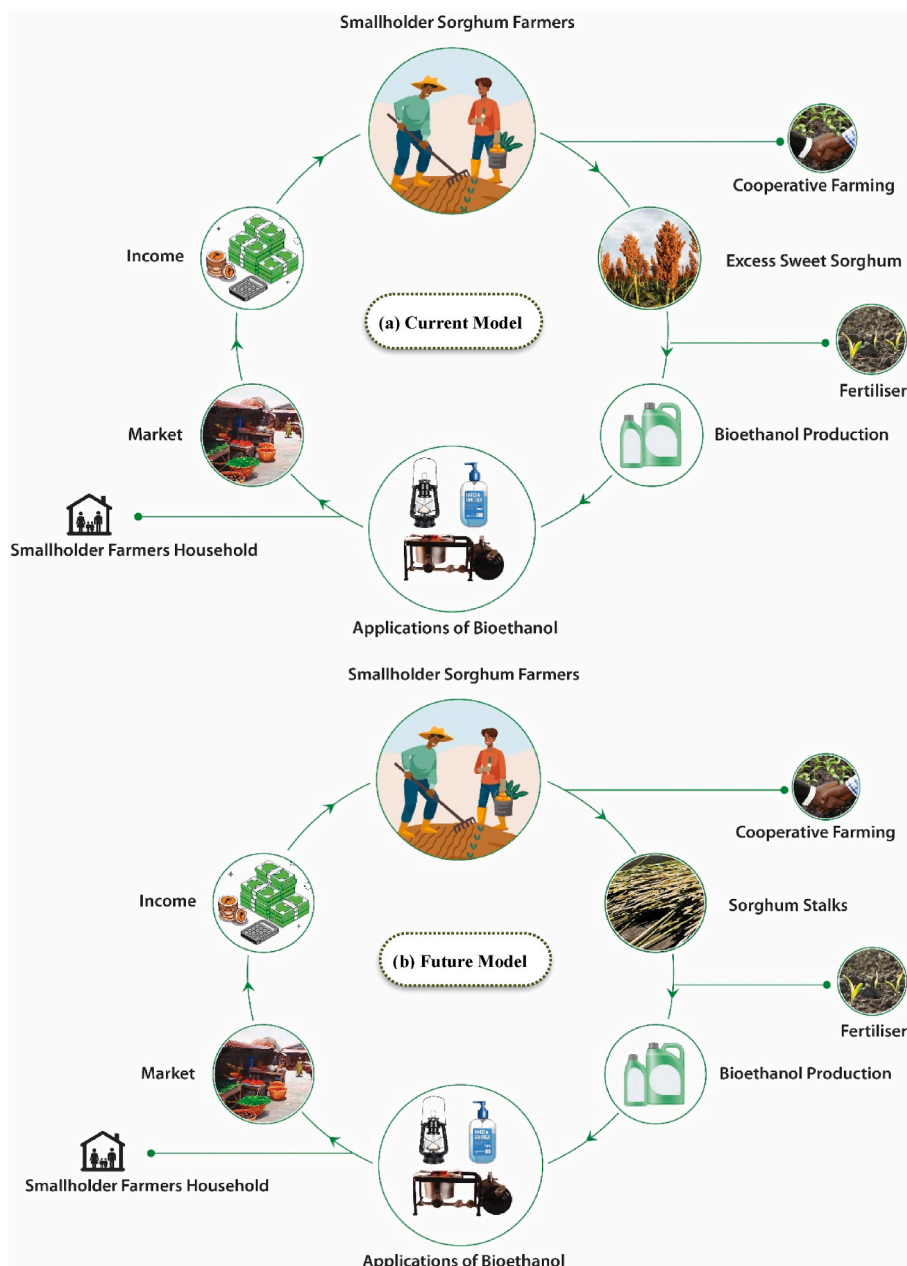 Smallholder Sorghum Farmers
Cooperative Farming
Income
Excess Sweet Sorghum
(a) Current Model
Fertiliser
Market
Bioethanol Production
Smallholder Farmers Household
Applications of Bioethanol
Smallholder Sorghum Farmers
Cooperative Farming
Income
Sorghum Stalks
(b) Future Model
Fertiliser
Market
Bioethanol Production
Smallholder Farmers Household
Applications of Bioethanol